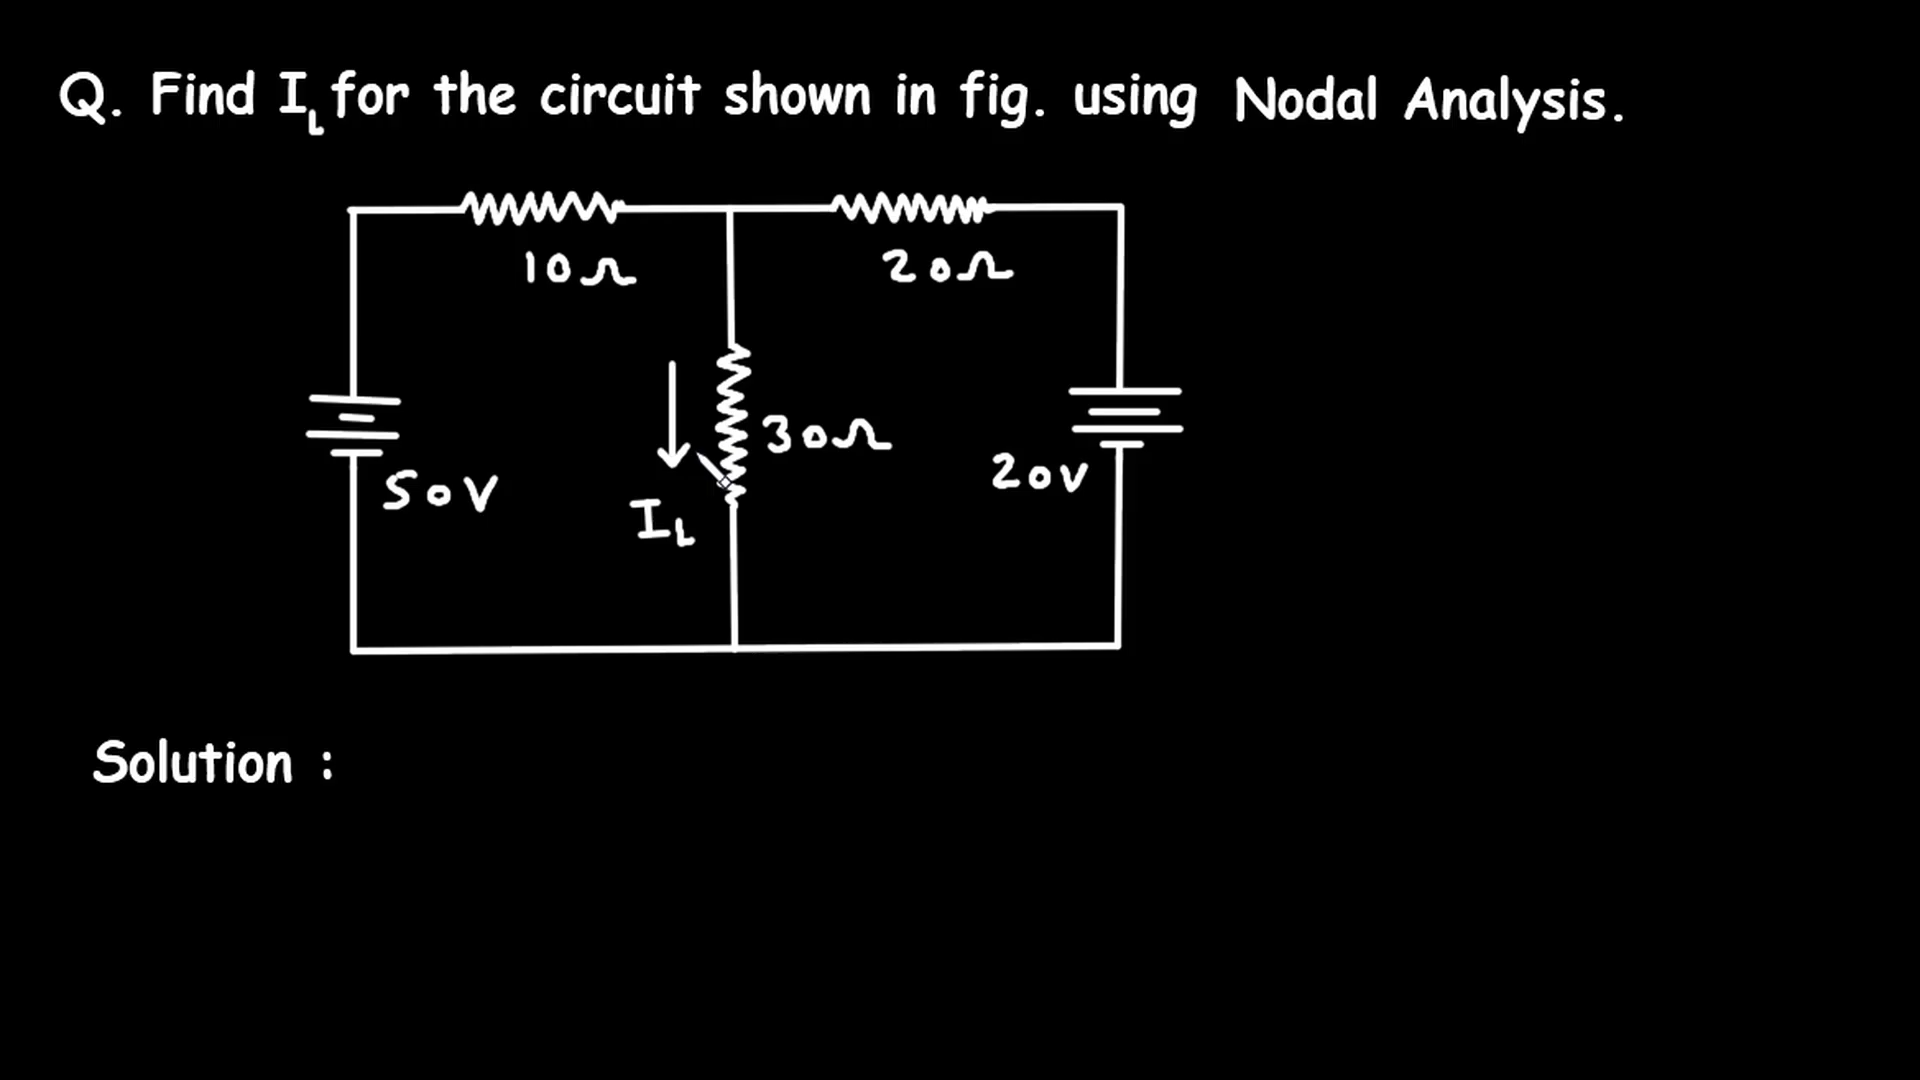 Q. Find I_L for the circuit shown in fig. using Nodal Analysis.
10Ω
20Ω
30Ω
50V
20V
I_L
Solution :